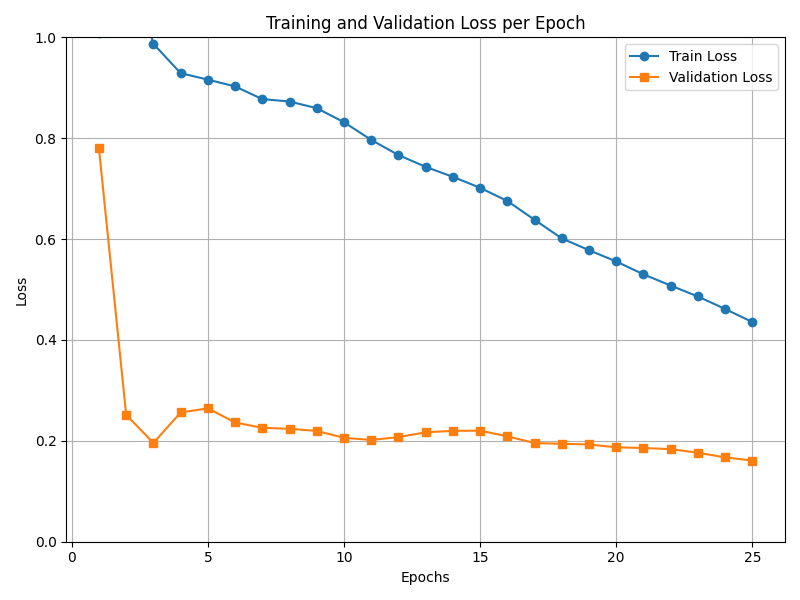 Training and Validation Loss per Epoch
Train Loss
Validation Loss
1.0
0.8
0.6
0.4
0.2
0.0
Loss
0 5 10 15 20 25
Epochs